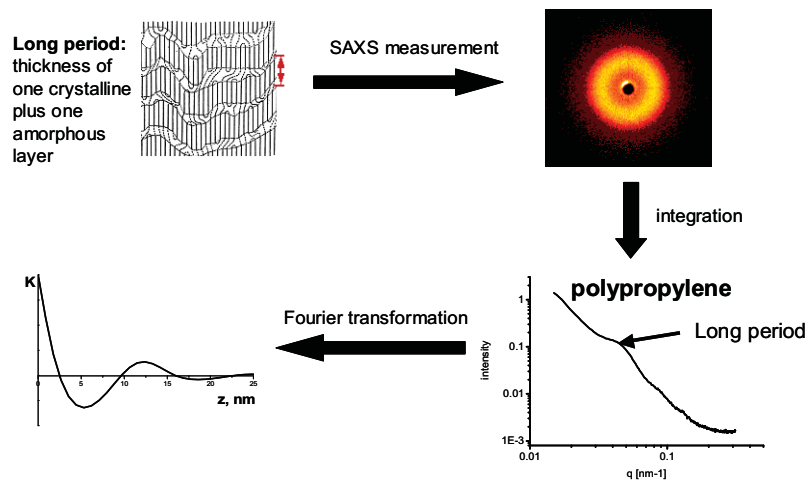 Long period:
thickness of
one crystalline
plus one
amorphous
layer
SAXS measurement
integration
polypropylene
Long period
intensity
1
0.1
0.01
1E-3
0.01
0.1
q [nm-1]
Fourier transformation
K
0
5
10
15
20
25
z, nm